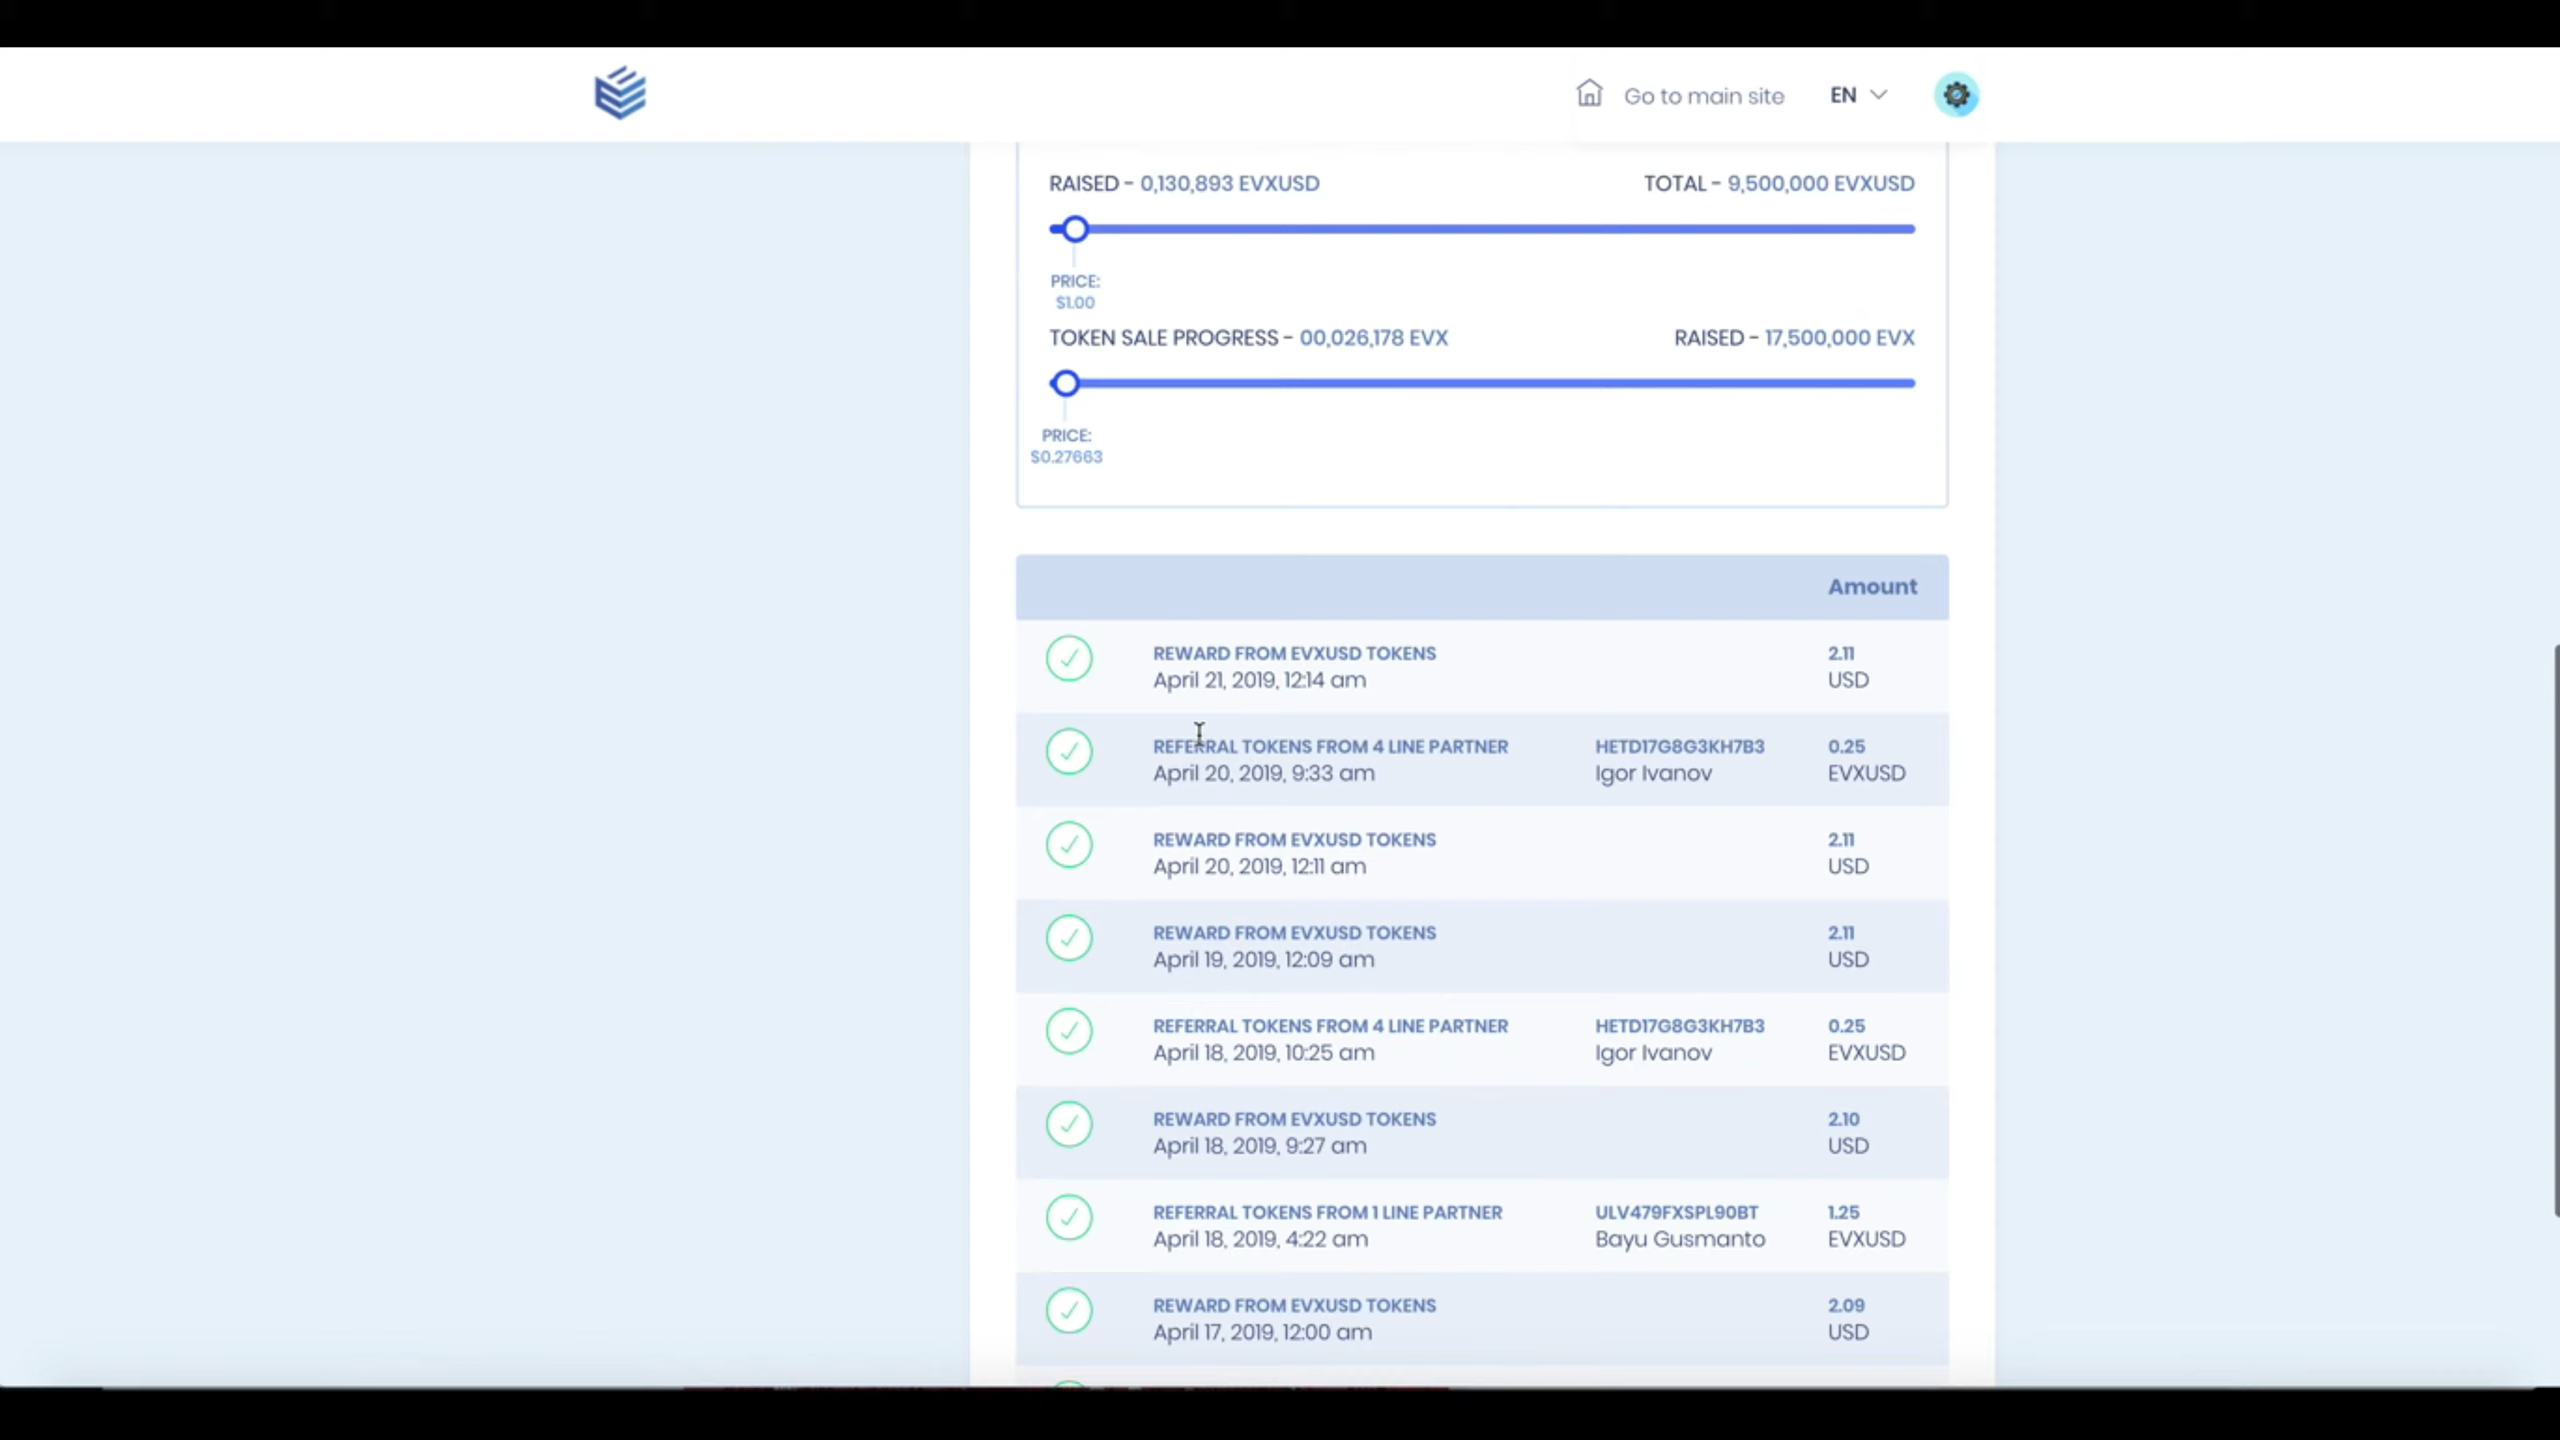 Go to main site EN
RAISED - 0,130,893 EVXUSD TOTAL - 9,500,000 EVXUSD
PRICE:
$1.00
TOKEN SALE PROGRESS - 00,026,178 EVX RAISED - 17,500,000 EVX
PRICE:
$0.27663
Amount
REWARD FROM EVXUSD TOKENS 2.11
April 21, 2019, 12:14 am USD
REFERRAL TOKENS FROM 4 LINE PARTNER HETD17G8G3KH7B3 0.25
April 20, 2019, 9:33 am Igor Ivanov EVXUSD
REWARD FROM EVXUSD TOKENS 2.11
April 20, 2019, 12:11 am USD
REWARD FROM EVXUSD TOKENS 2.11
April 19, 2019, 12:09 am USD
REFERRAL TOKENS FROM 4 LINE PARTNER HETD17G8G3KH7B3 0.25
April 18, 2019, 10:25 am Igor Ivanov EVXUSD
REWARD FROM EVXUSD TOKENS 2.10
April 18, 2019, 9:27 am USD
REFERRAL TOKENS FROM 1 LINE PARTNER ULV479FXSPL90BT 1.25
April 18, 2019, 4:22 am Bayu Gusmanto EVXUSD
REWARD FROM EVXUSD TOKENS 2.09
April 17, 2019, 12:00 am USD